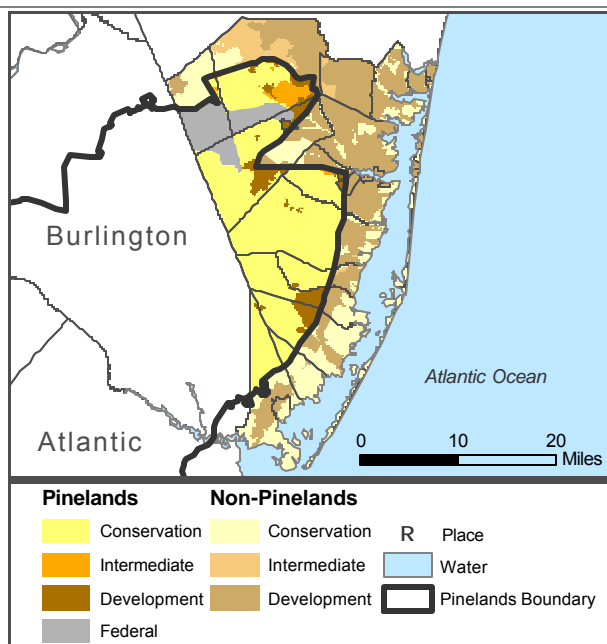 Burlington
Atlantic Ocean
Atlantic
0 10 20
Miles
Pinelands Non-Pinelands
Conservation Conservation R Place
Intermediate Intermediate Water
Development Development Pinelands Boundary
Federal